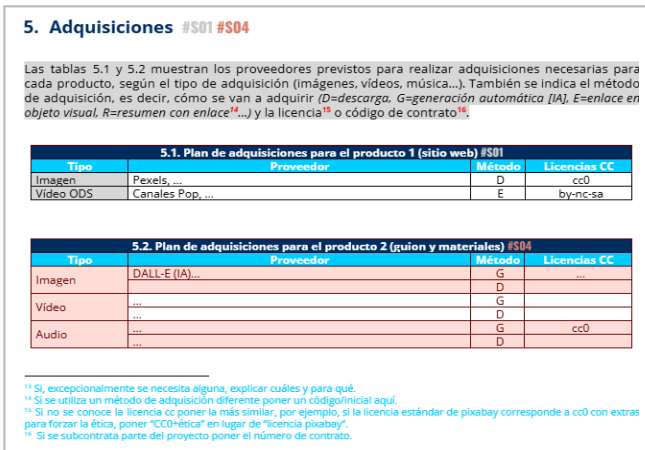 5. Adquisiciones #S01 #S04
Las tablas 5.1 y 5.2 muestran los proveedores previstos para realizar adquisiciones necesarias para
cada producto, según el tipo de adquisición (imágenes, vídeos, música...). También se indica el método
de adquisición, es decir, cómo se van a adquirir (D=descarga, G=generación automática [IA], E=enlace en
objeto visual, R=resumen con enlace14...) y la licencia15 o código de contrato16.
5.1. Plan de adquisiciones para el producto 1 (sitio web) #S01
Tipo Proveedor Método Licencias CC
Imagen Pexels, ... D cc0
Vídeo ODS Canales Pop, ... E by-nc-sa
5.2. Plan de adquisiciones para el producto 2 (guion y materiales) #S04
Tipo Proveedor Método Licencias CC
Imagen DALL-E (IA)... G ...
D
Vídeo ... G
... D
Audio ... G cc0
... D
13 Si, excepcionalmente se necesita alguna, explicar cuáles y para qué.
14 Si se utiliza un método de adquisición diferente poner un código/inicial aquí.
15 Si no se conoce la licencia cc poner la más similar, por ejemplo, si la licencia estándar de pixabay corresponde a cc0 con extras
para forzar la ética, poner "CC0+ética" en lugar de "licencia pixabay".
16 Si se subcontrata parte del proyecto poner el número de contrato.